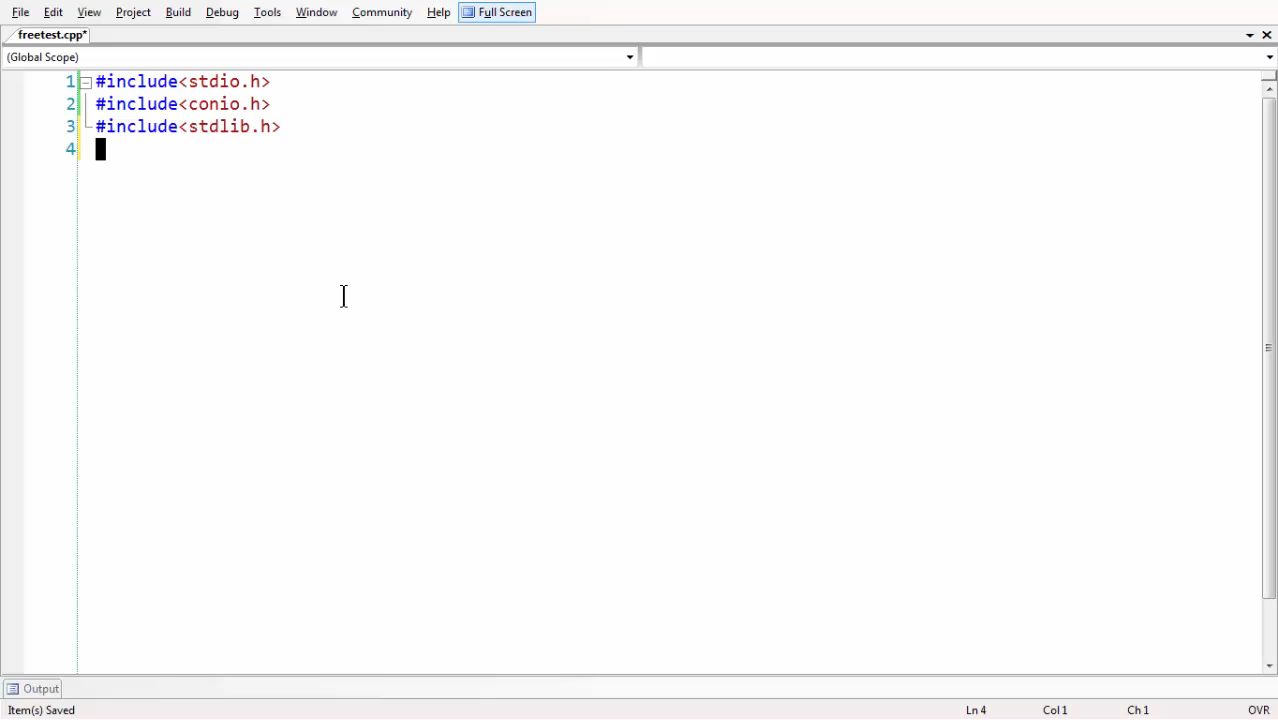 File Edit View Project Build Debug Tools Window Community Help Full Screen
freetest.cpp*
(Global Scope)
1 #include<stdio.h>
2 #include<conio.h>
3 #include<stdlib.h>
4
Output
Item(s) Saved Ln 4 Col 1 Ch 1 OVR